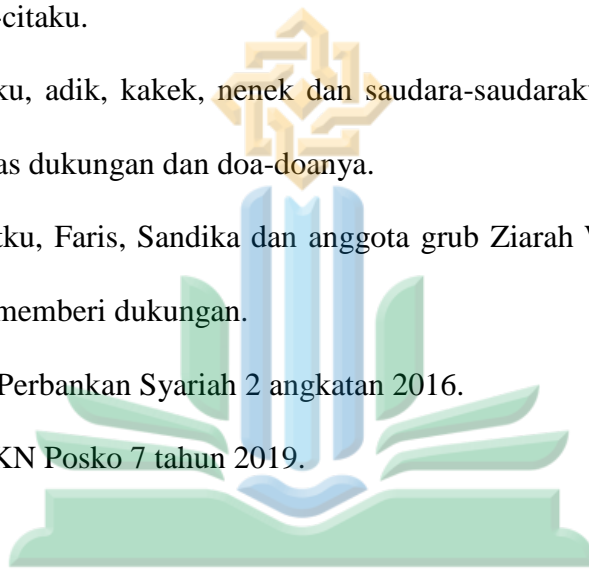 -citaku.
ku, adik, kakek, nenek dan saudara-saudaraku
as dukungan dan doa-doanya.
tku, Faris, Sandika dan anggota grub Ziarah
memberi dukungan.
Perbankan Syariah 2 angkatan 2016.
KN Posko 7 tahun 2019.